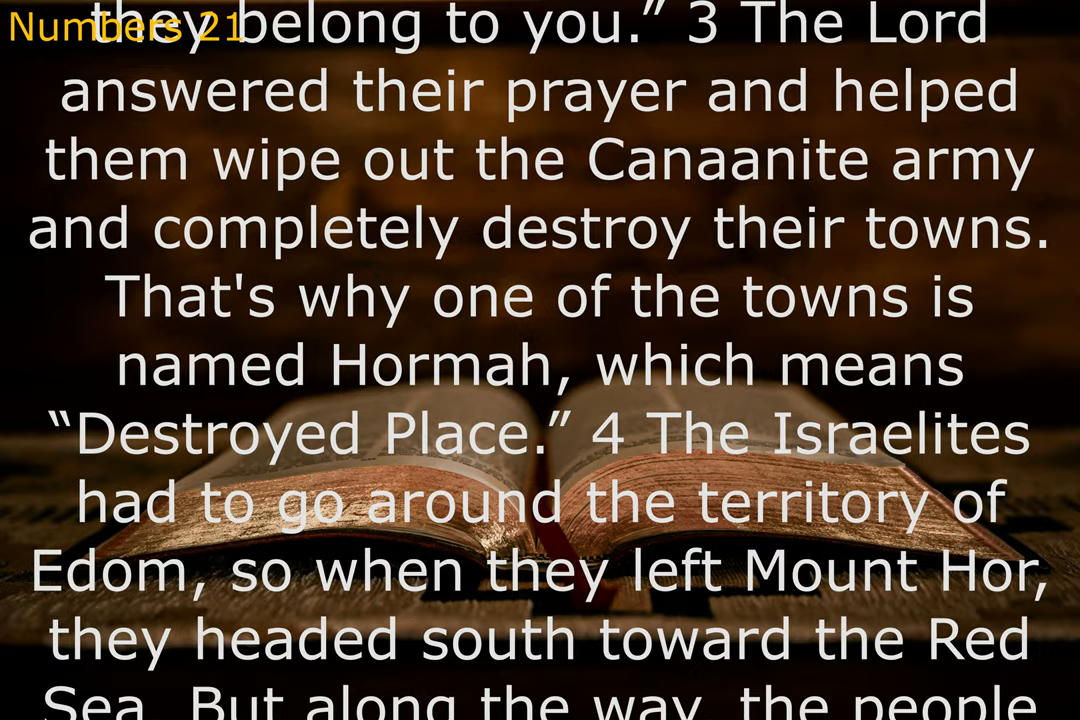 Numbers 21
they belong to you.” 3 The Lord
answered their prayer and helped
them wipe out the Canaanite army
and completely destroy their towns.
That's why one of the towns is
named Hormah, which means
“Destroyed Place.” 4 The Israelites
had to go around the territory of
Edom, so when they left Mount Hor,
they headed south toward the Red
Sea. But along the way, the people